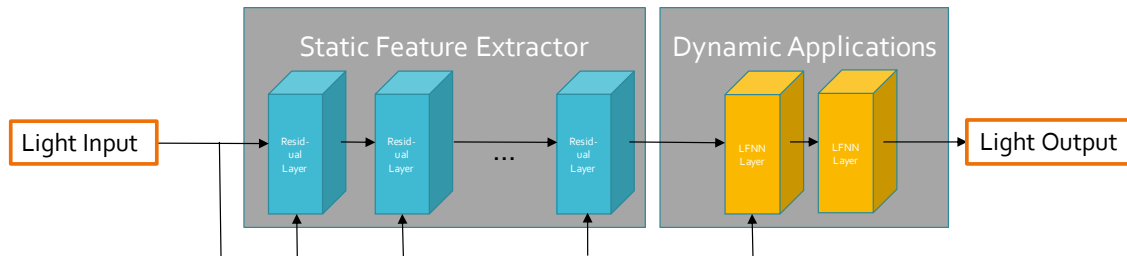 Static Feature Extractor
Dynamic Applications
Light Input
Resid-
ual
Layer
Resid-
ual
Layer
...
Resid-
ual
Layer
LFNN
Layer
LFNN
Layer
Light Output